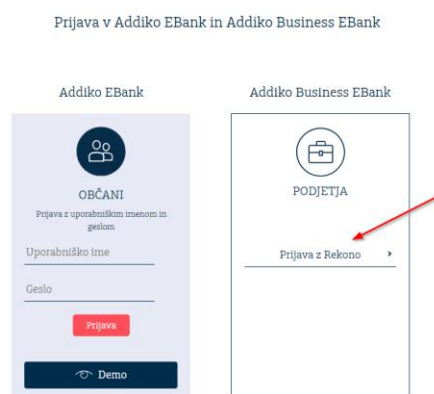 Prijava v Addiko EBank in Addiko Business EBank
Addiko EBank
OBČANI
Prijava z uporabniškim imenom in
geslom
Uporabniško ime
Geslo
Prijava
Demo
Addiko Business EBank
PODJETJA
Prijava z Rekono